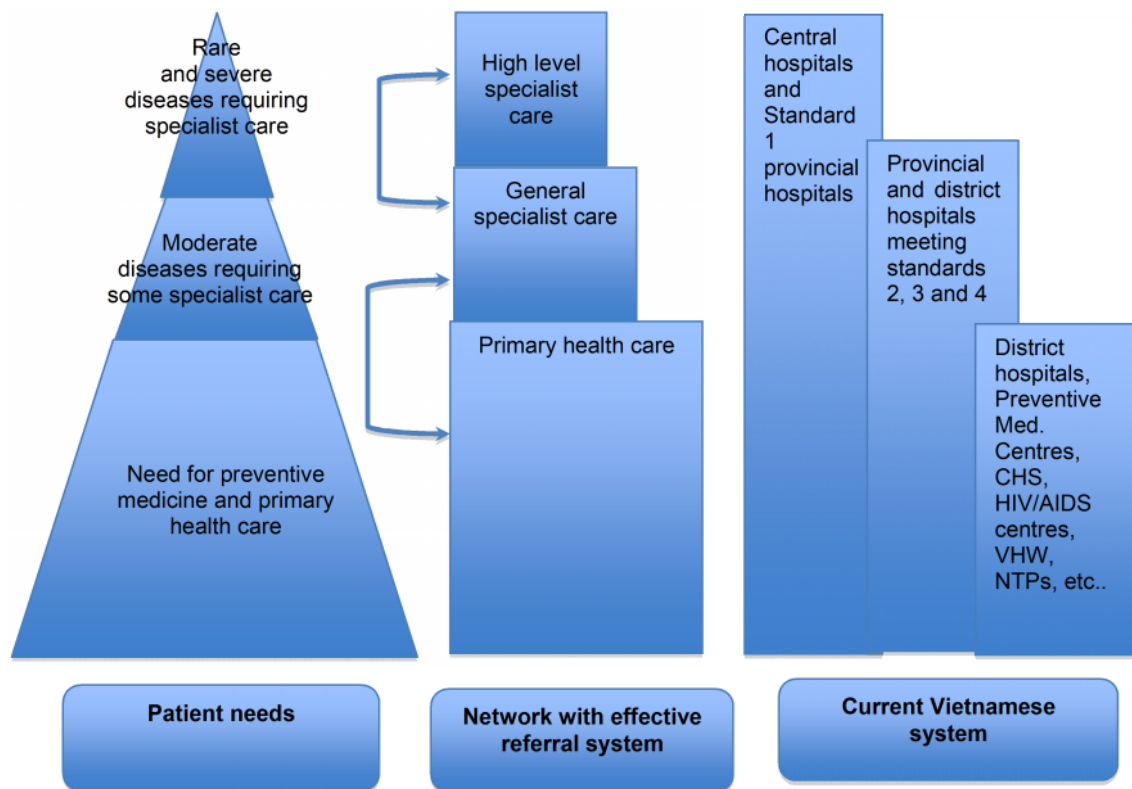 Rare
and severe
diseases requiring
specialist care
Moderate
diseases requiring
some specialist care
Need for preventive
medicine and primary
health care
High level
specialist
care
General
specialist care
Primary health care
Central
hospitals
and
Standard
1
provincial
hospitals
Provincial
and district
hospitals
meeting
standards
2, 3 and 4
District
hospitals,
Preventive
Med.
Centres,
CHS,
HIV/AIDS
centres,
VHW,
NTPs, etc..
Patient needs
Network with effective
referral system
Current Vietnamese
system